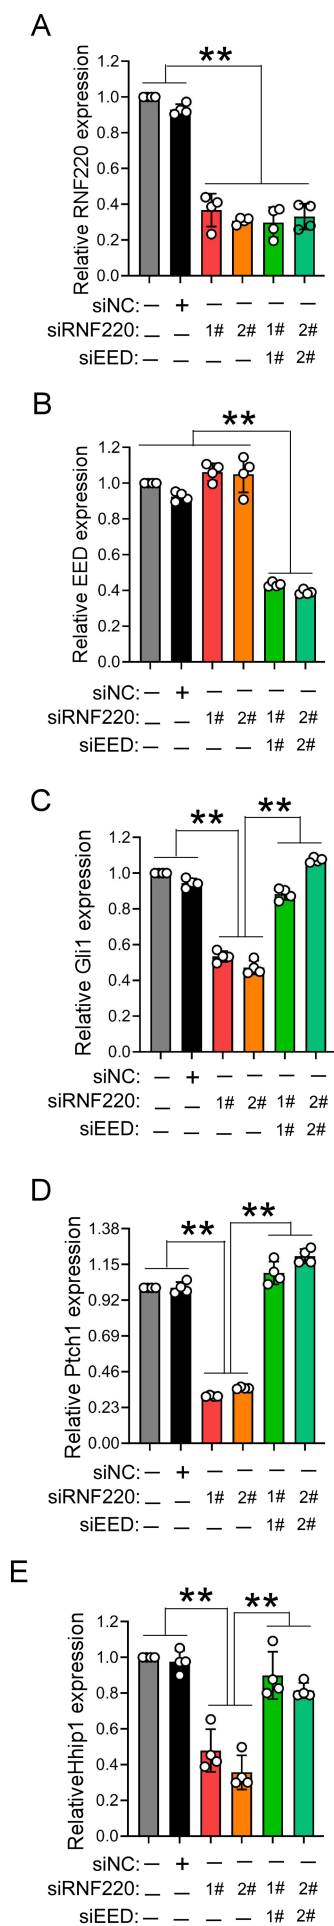 A
**
Relative RNF220 expression
1.2
1.0
0.8
0.6
0.4
0.2
0.0
siNC: — + — — — —
siRNF220: — — 1# 2# 1# 2#
siEED: — — — — 1# 2#
B
**
Relative EED expression
1.2
1.0
0.8
0.6
0.4
0.2
0.0
siNC: — + — — — —
siRNF220: — — 1# 2# 1# 2#
siEED: — — — — 1# 2#
C
** **
Relative Gli1 expression
1.2
1.0
0.8
0.6
0.4
0.2
0.0
siNC: — + — — — —
siRNF220: — — 1# 2# 1# 2#
siEED: — — — — 1# 2#
D
** **
Relative Ptch1 expression
1.38
1.15
0.92
0.69
0.46
0.23
0.00
siNC: — + — — — —
siRNF220: — — 1# 2# 1# 2#
siEED: — — — — 1# 2#
E
** **
RelativeHhip1 expression
1.2
1.0
0.8
0.6
0.4
0.2
0.0
siNC: — + — — — —
siRNF220: — — 1# 2# 1# 2#
siEED: — — — — 1# 2#